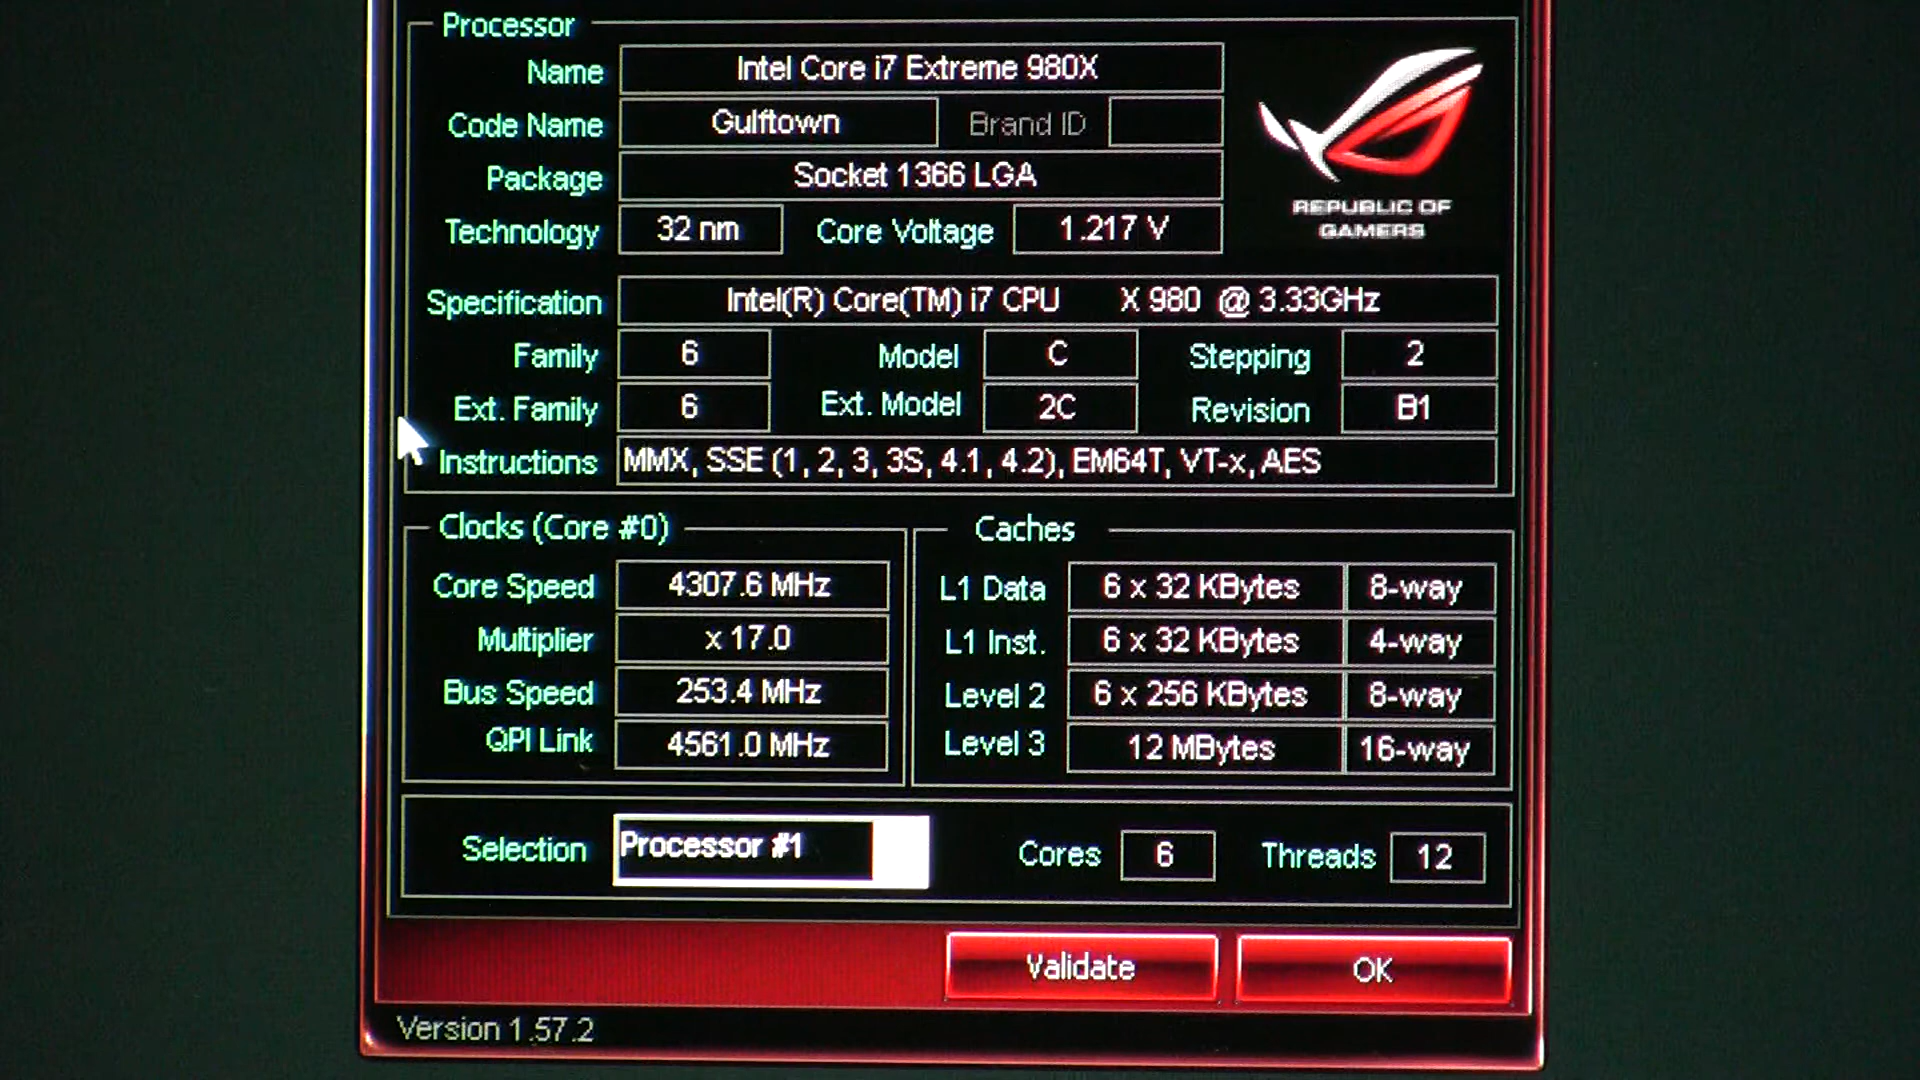 Processor
Name Intel Core i7 Extreme 980X
Code Name Gulftown Brand ID
Package Socket 1366 LGA
Technology 32 nm Core Voltage 1.217 V
REPUBLIC OF
GAMERS
Specification Intel(R) Core(TM) i7 CPU X 980 @ 3.33GHz
Family 6 Model C Stepping 2
Ext. Family 6 Ext. Model 2C Revision B1
Instructions MMX, SSE (1, 2, 3, 3S, 4.1, 4.2), EM64T, VT-x, AES
Clocks (Core #0)
Core Speed 4307.6 MHz
Multiplier x 17.0
Bus Speed 253.4 MHz
QPI Link 4561.0 MHz
Caches
L1 Data 6 x 32 KBytes 8-way
L1 Inst. 6 x 32 KBytes 4-way
Level 2 6 x 256 KBytes 8-way
Level 3 12 MBytes 16-way
Selection Processor #1 Cores 6 Threads 12
Validate OK
Version 1.57.2